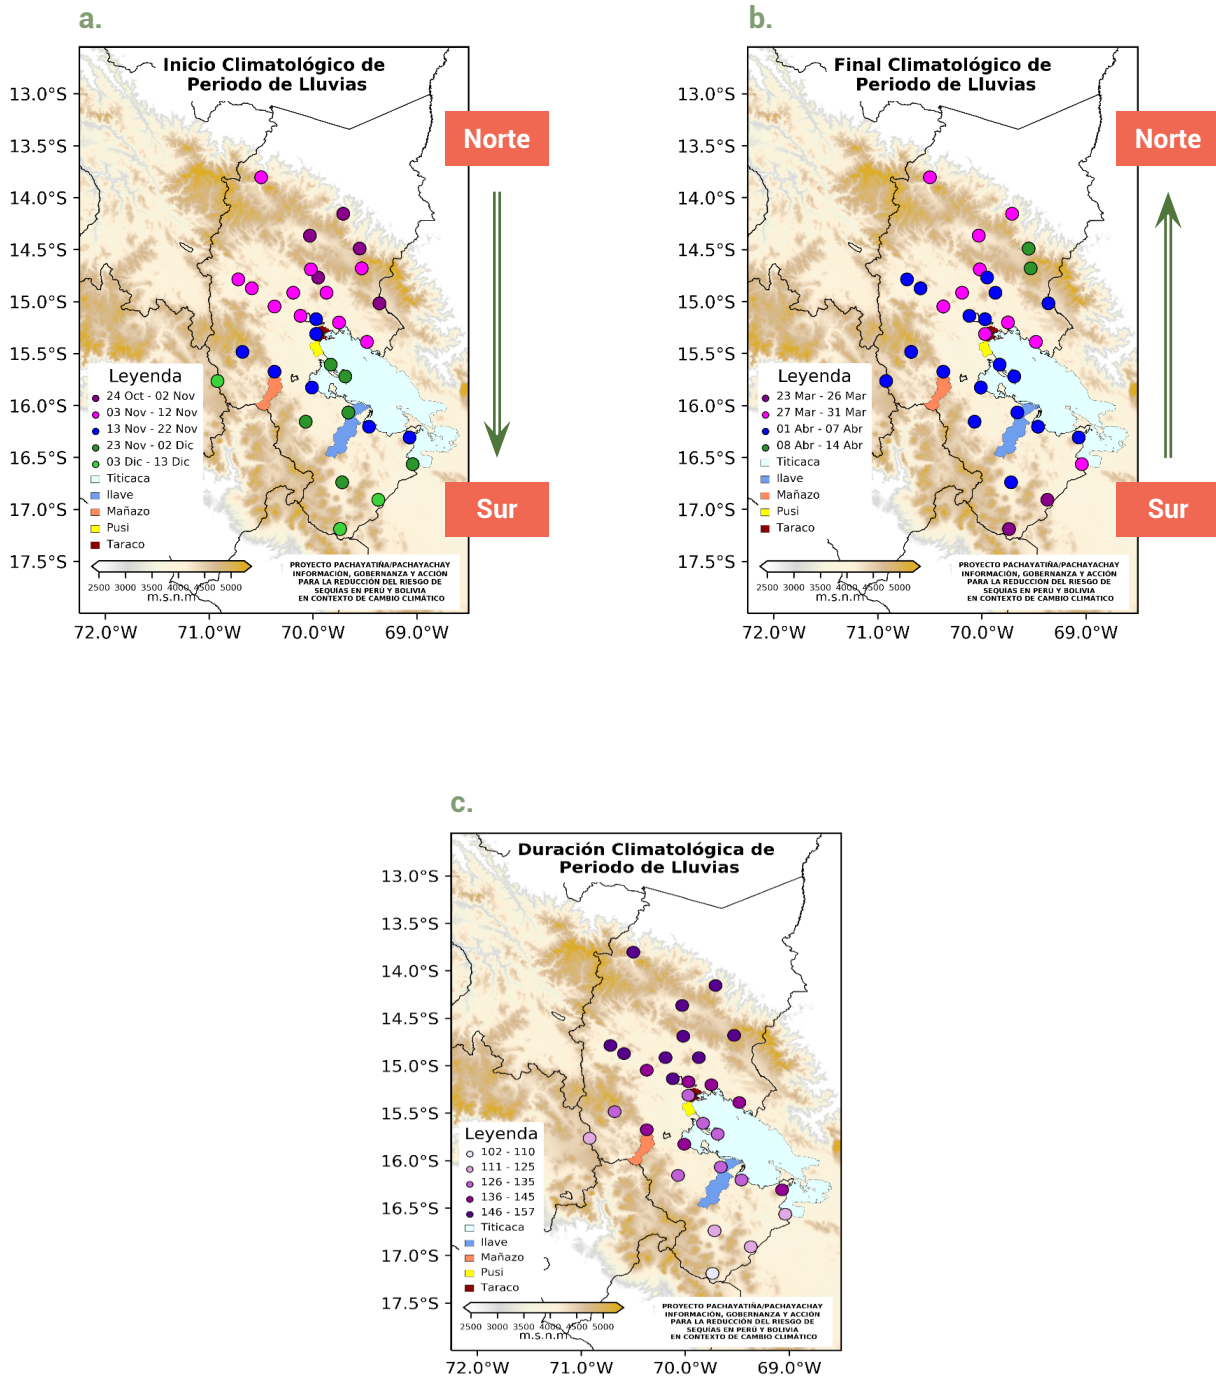 a.
Inicio Climatológico de
Periodo de Lluvias
13.0°S
13.5°S
14.0°S
14.5°S
15.0°S
15.5°S
16.0°S
16.5°S
17.0°S
17.5°S
Leyenda
24 Oct - 02 Nov
03 Nov - 12 Nov
13 Nov - 22 Nov
23 Nov - 02 Dic
03 Dic - 13 Dic
Titicaca
Ilave
Mañazo
Pusi
Taraco
2500 3000 3500 4000 4500 5000
m.s.n.m
PROYECTO PACHAYATIÑA/PACHAYACHAY
INFORMACIÓN, GOBERNANZA Y ACCIÓN
PARA LA REDUCCIÓN DEL RIESGO DE
SEQUÍAS EN PERÚ Y BOLIVIA
EN CONTEXTO DE CAMBIO CLIMÁTICO
72.0°W 71.0°W 70.0°W 69.0°W
Norte
Sur
b.
Final Climatológico de
Periodo de Lluvias
13.0°S
13.5°S
14.0°S
14.5°S
15.0°S
15.5°S
16.0°S
16.5°S
17.0°S
17.5°S
Leyenda
23 Mar - 26 Mar
27 Mar - 31 Mar
01 Abr - 07 Abr
08 Abr - 14 Abr
Titicaca
Ilave
Mañazo
Pusi
Taraco
2500 3000 3500 4000 4500 5000
m.s.n.m
PROYECTO PACHAYATIÑA/PACHAYACHAY
INFORMACIÓN, GOBERNANZA Y ACCIÓN
PARA LA REDUCCIÓN DEL RIESGO DE
SEQUÍAS EN PERÚ Y BOLIVIA
EN CONTEXTO DE CAMBIO CLIMÁTICO
72.0°W 71.0°W 70.0°W 69.0°W
Norte
Sur
c.
Duración Climatológica de
Periodo de Lluvias
13.0°S
13.5°S
14.0°S
14.5°S
15.0°S
15.5°S
16.0°S
16.5°S
17.0°S
17.5°S
Leyenda
102 - 110
111 - 125
126 - 135
136 - 145
146 - 157
Titicaca
Ilave
Mañazo
Pusi
Taraco
2500 3000 3500 4000 4500 5000
m.s.n.m
PROYECTO PACHAYATIÑA/PACHAYACHAY
INFORMACIÓN, GOBERNANZA Y ACCIÓN
PARA LA REDUCCIÓN DEL RIESGO DE
SEQUÍAS EN PERÚ Y BOLIVIA
EN CONTEXTO DE CAMBIO CLIMÁTICO
72.0°W 71.0°W 70.0°W 69.0°W